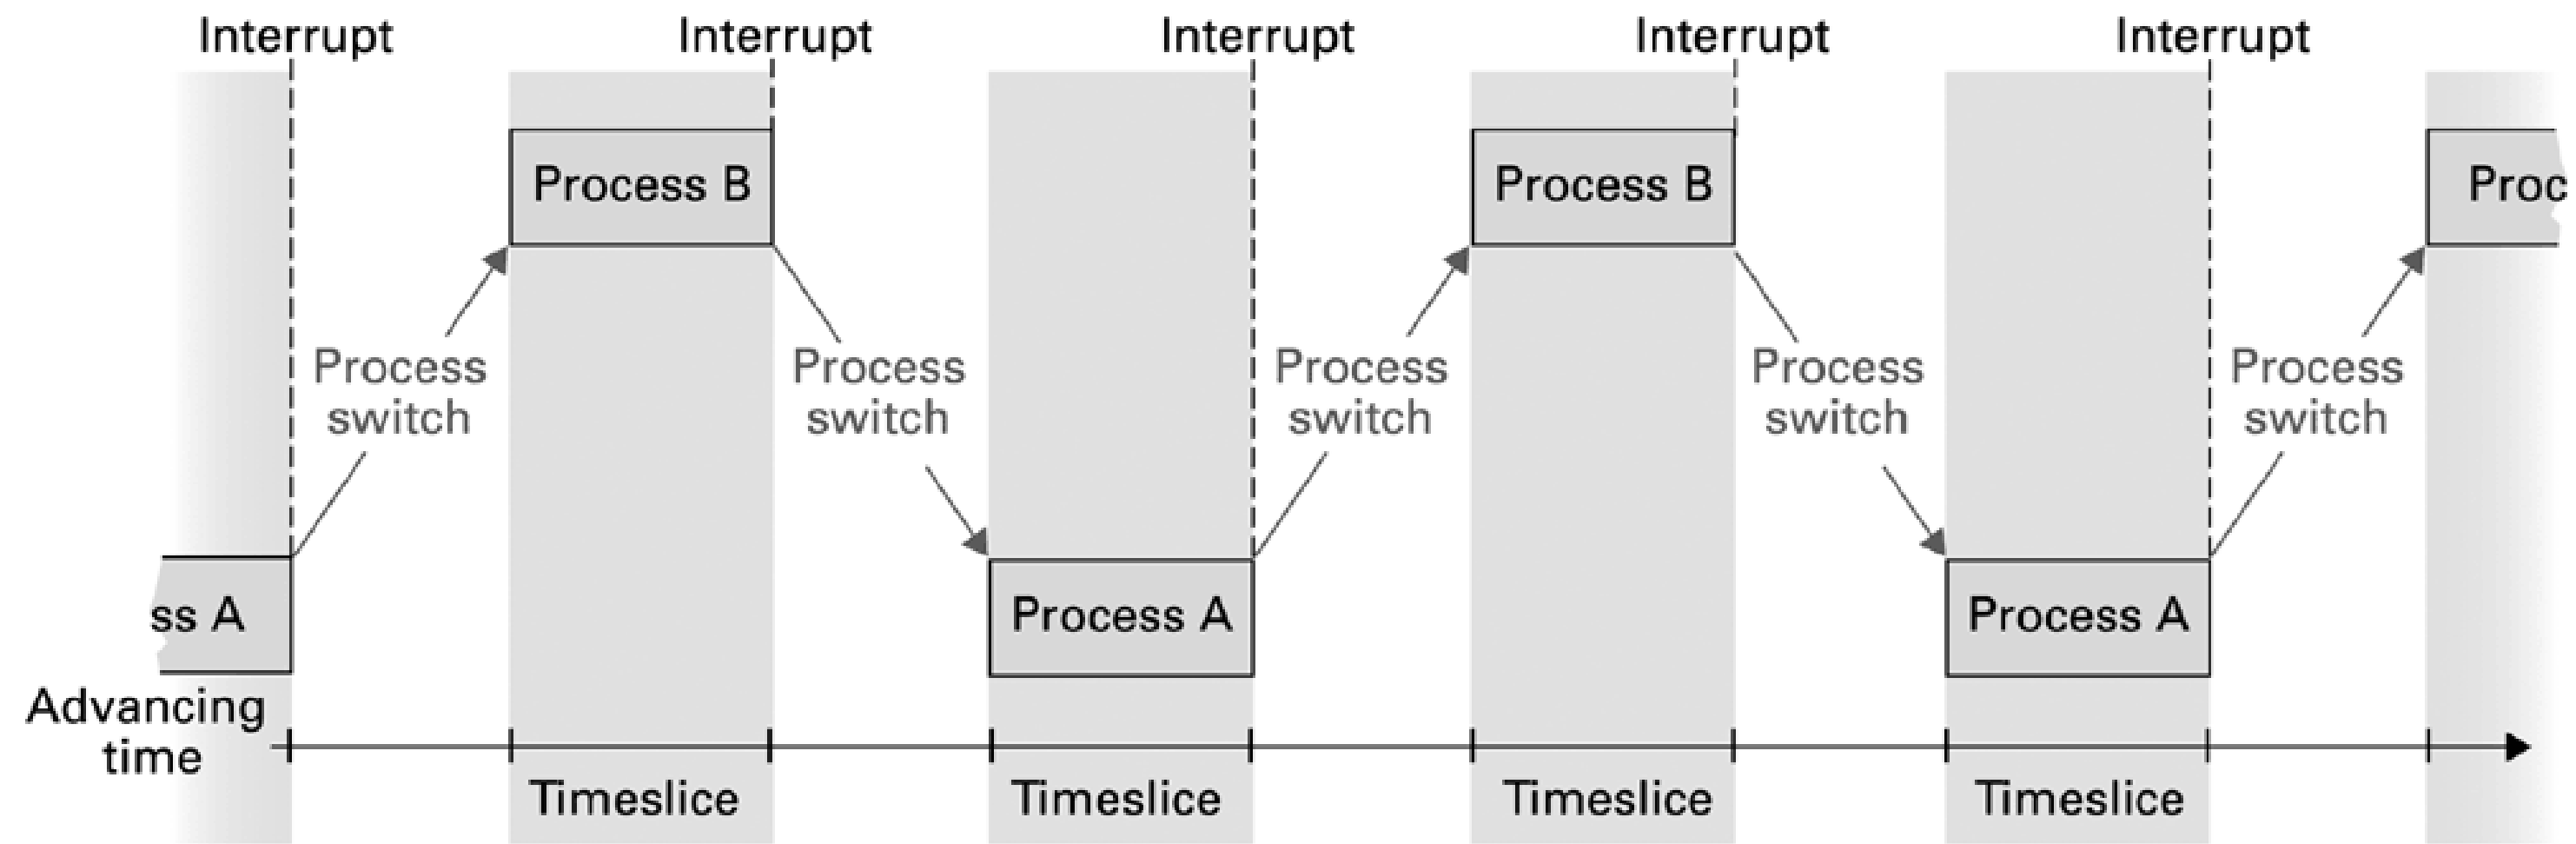 Interrupt Interrupt Interrupt Interrupt Interrupt
Process B Process B Proc
Process Process Process Process Process
switch switch switch switch switch
ss A Process A Process A
Advancing
time
Timeslice Timeslice Timeslice Timeslice